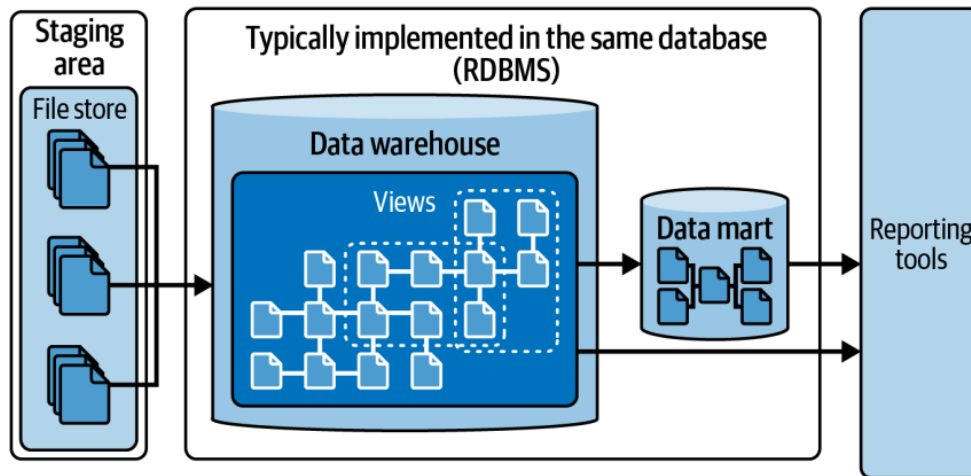 Staging
area
File store
Typically implemented in the same database
(RDBMS)
Data warehouse
Views
Data mart
Reporting
tools